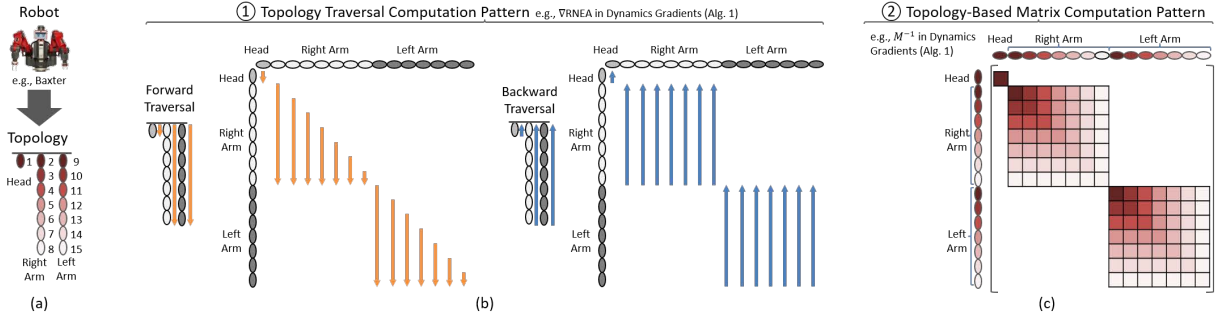 Robot
e.g., Baxter
Topology
1 2 9
3 10
Head
4 11
5 12
6 13
7 14
8 15
Right Arm
Left Arm
(a)
① Topology Traversal Computation Pattern e.g., ∇RNEA in Dynamics Gradients (Alg. 1)
Head
Right Arm
Left Arm
Forward
Traversal
Head
Right
Arm
Left
Arm
(b)
Head
Right Arm
Left Arm
Backward
Traversal
Head
Right
Arm
Left
Arm
② Topology-Based Matrix Computation Pattern
e.g., M⁻¹ in Dynamics
Gradients (Alg. 1)
Head
Right Arm
Left Arm
Head
Right
Arm
Left
Arm
(c)